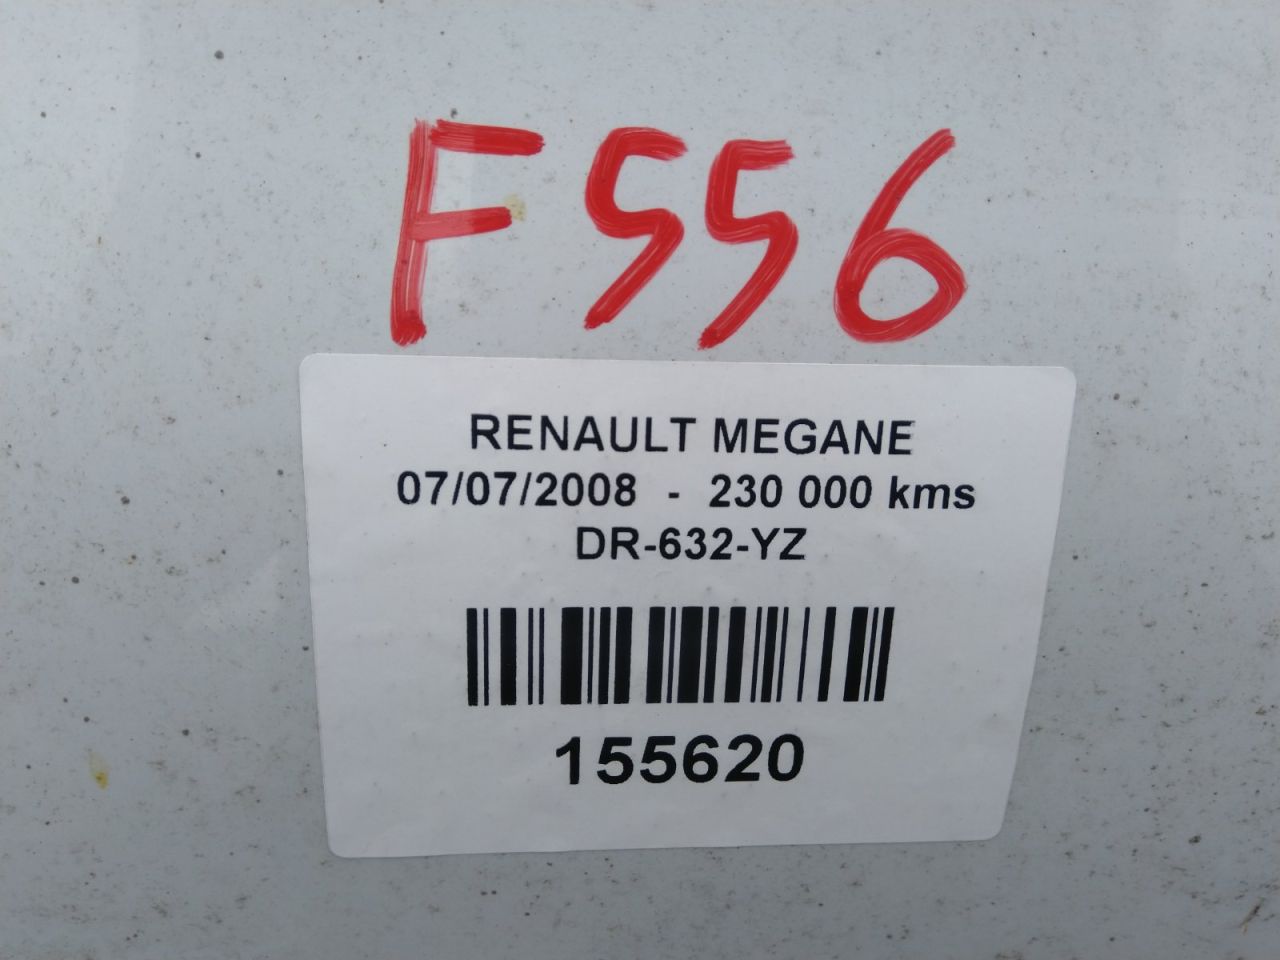 F556
RENAULT MEGANE
07/07/2008 - 230 000 kms
DR-632-YZ
155620